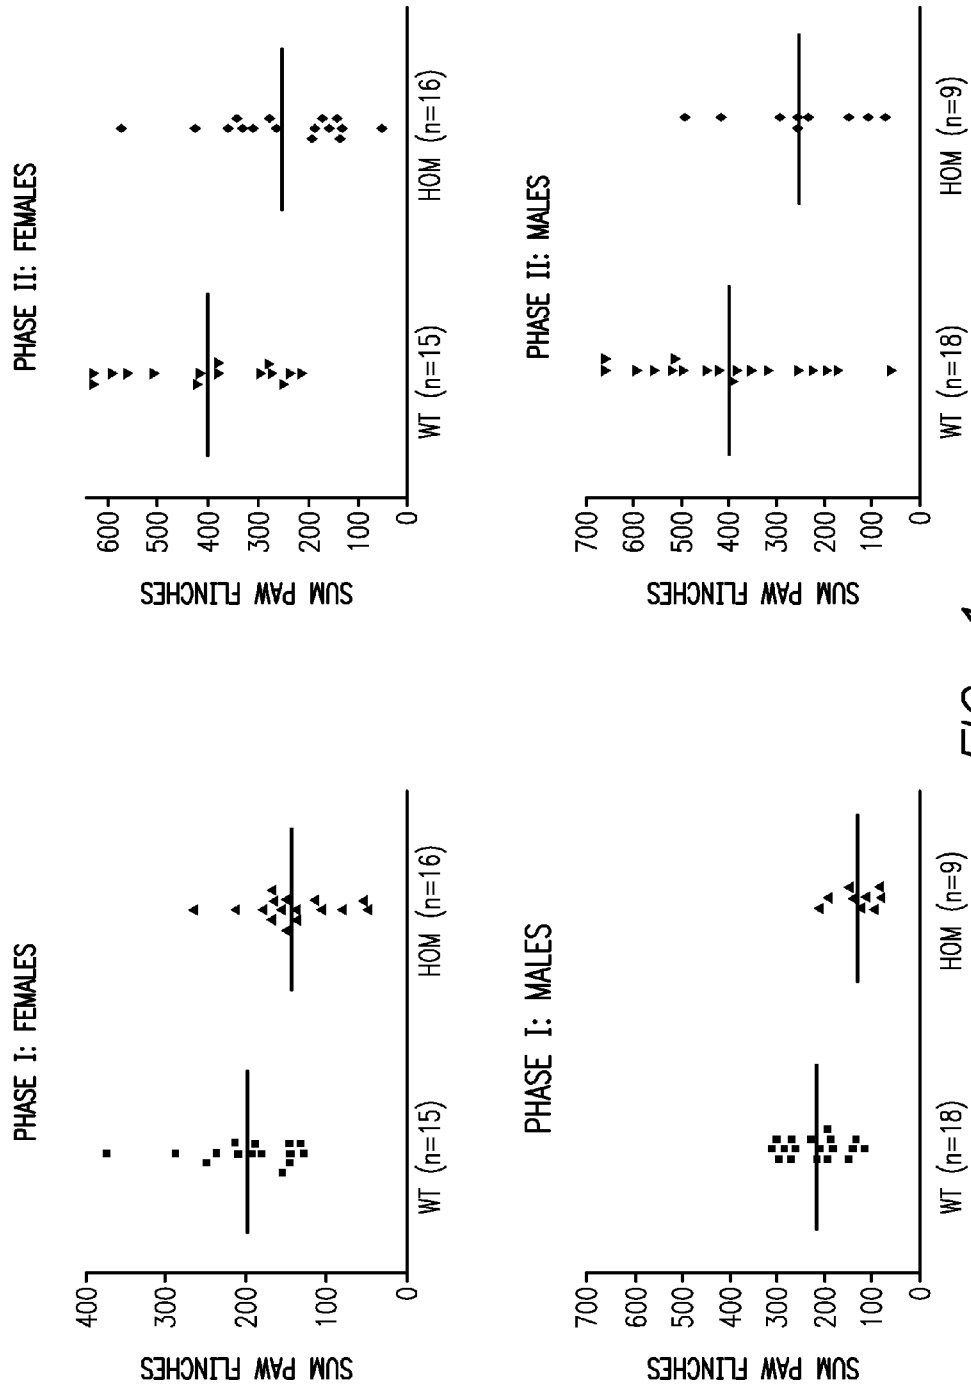 PHASE I: FEMALES
SUM PAW FLINCHES
400
300
200
100
0
WT (n=15)
HOM (n=16)
PHASE II: FEMALES
SUM PAW FLINCHES
600
500
400
300
200
100
0
WT (n=15)
HOM (n=16)
PHASE I: MALES
SUM PAW FLINCHES
700
600
500
400
300
200
100
0
WT (n=18)
HOM (n=9)
PHASE II: MALES
SUM PAW FLINCHES
700
600
500
400
300
200
100
0
WT (n=18)
HOM (n=9)